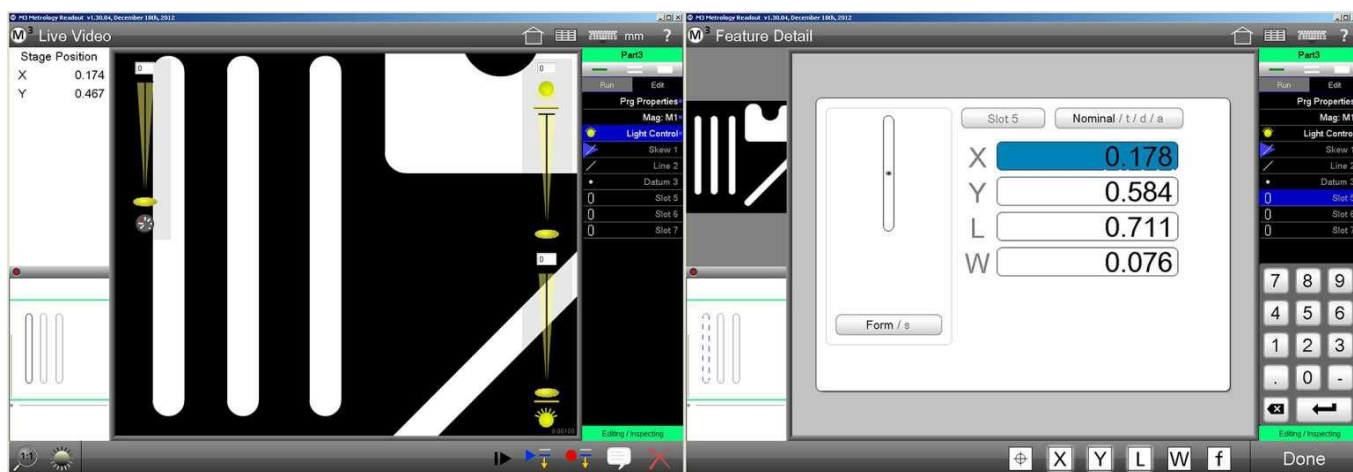 M3 Metrology Readout v1.30.04, December 18th, 2012
M3 Live Video
mm
?
Stage Position
X 0.174
Y 0.467
0
0
0
Part3
Run Edit
Prg Properties
Mag: M1
Light Control
Skew 1
Line 2
Datum 3
Slot 5
Slot 6
Slot 7
Editing / Inspecting
1:1
M3 Metrology Readout v1.30.04, December 18th, 2012
M3 Feature Detail
?
Part3
Run Edit
Prg Properties
Mag: M1
Light Control
Skew 1
Line 2
Datum 3
Slot 5
Slot 6
Slot 7
Slot 5 Nominal / t / d / a
X 0.178
Y 0.584
L 0.711
W 0.076
Form / s
7 8 9
4 5 6
1 2 3
. 0 -
Editing / Inspecting
X Y L W f Done